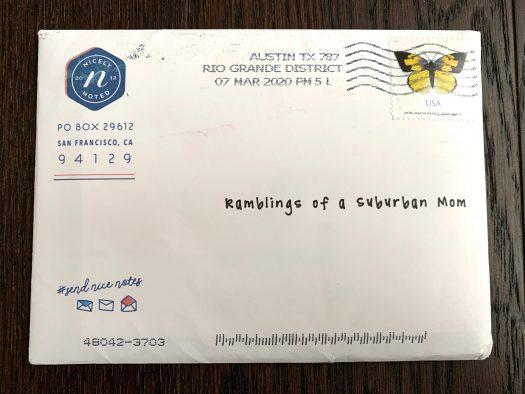 NICELY
20 n 12
NOTED
PO BOX 29612
SAN FRANCISCO, CA
94129
AUSTIN TX 787
RIO GRANDE DISTRICT
07 MAR 2020 PM 5 L
USA
Ramblings of a Suburban Mom
#send nice notes
48042-3703